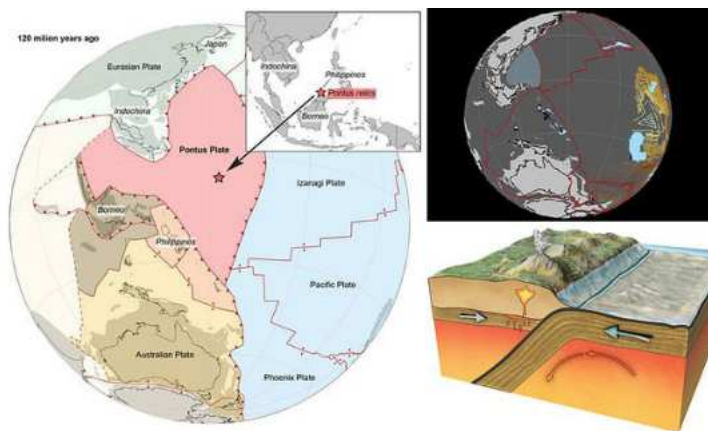 120 milion years ago
Japan
Eurasian Plate
Indochina
Pontus Plate
Izanagi Plate
Borneo
Philippines
Pacific Plate
Australian Plate
Phoenix Plate
Indochina
Philippines
Pontus relics
Borneo